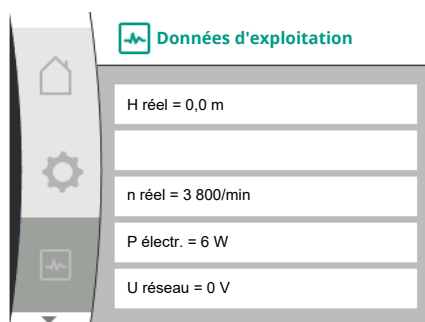 Données d'exploitation
H réel = 0,0 m
n réel = 3 800/min
P électr. = 6 W
U réseau = 0 V